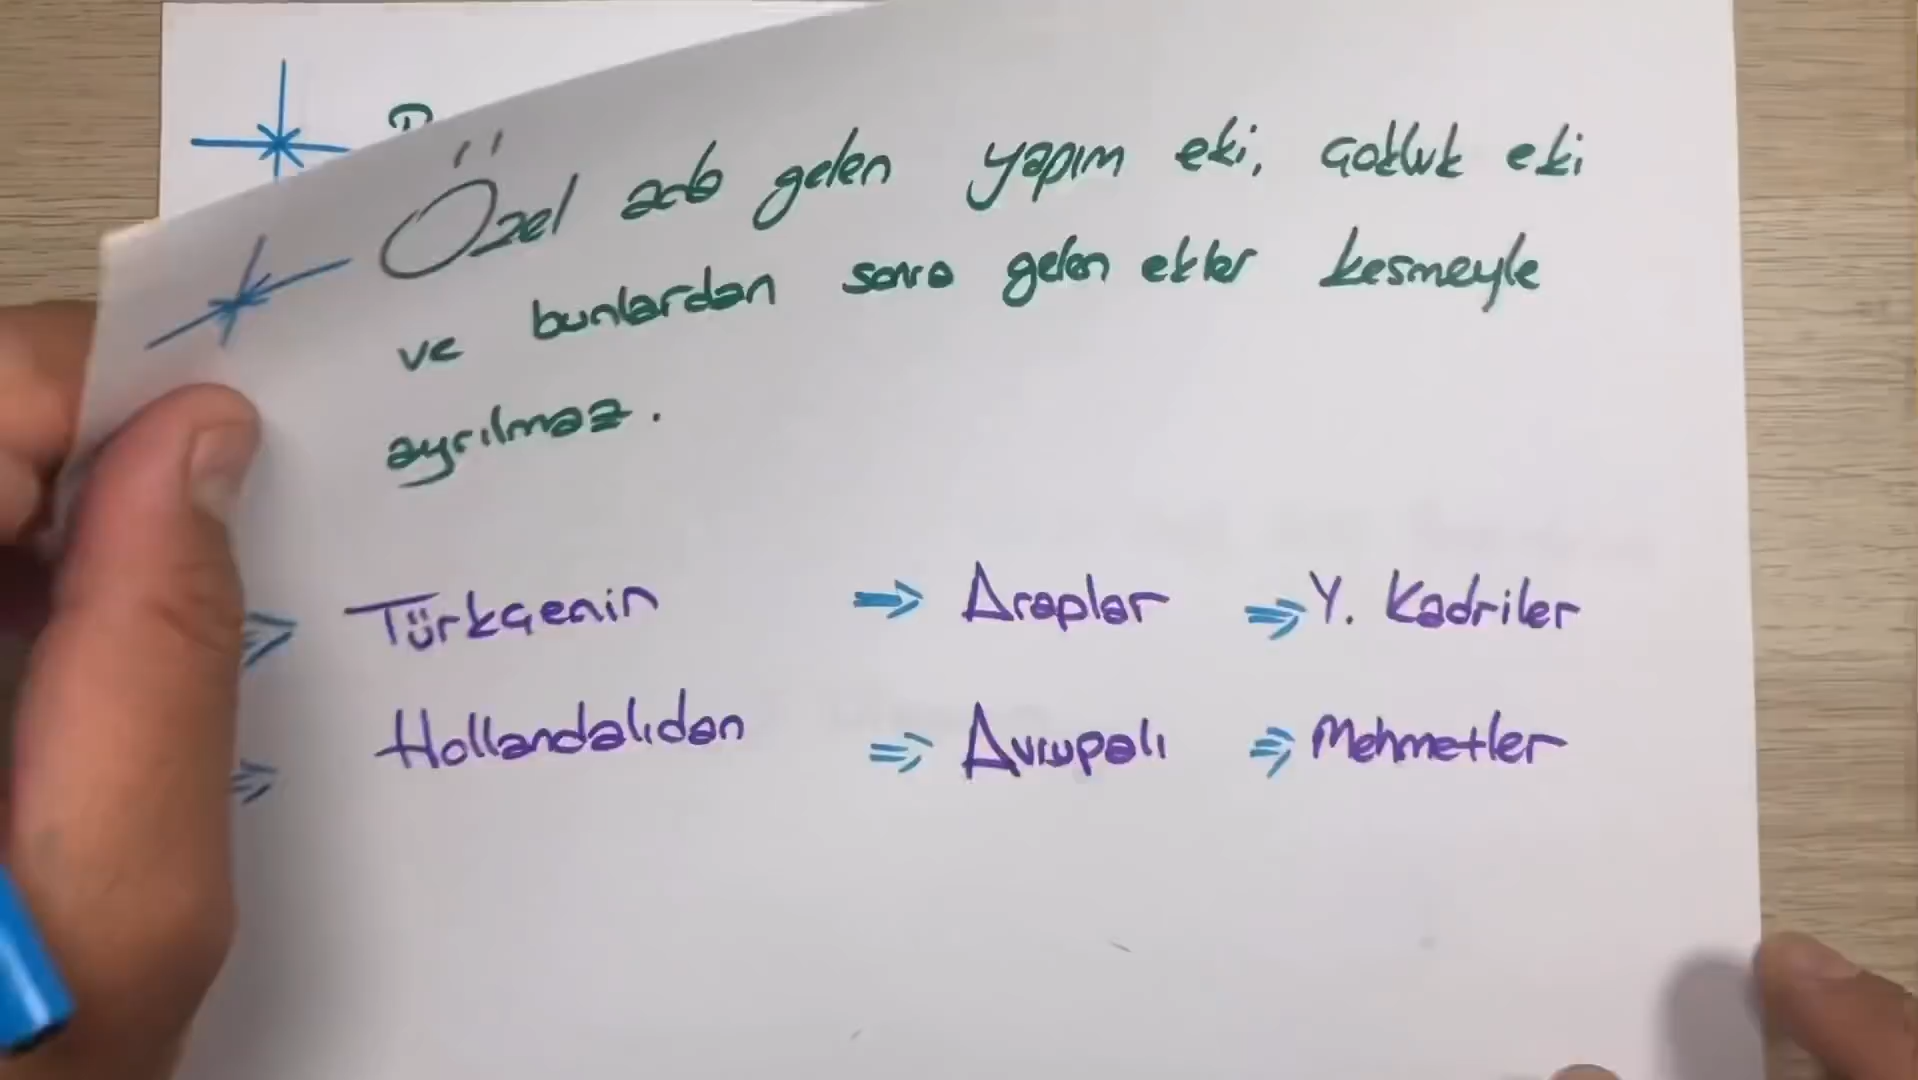 Özel ada gelen yapım eki, çokluk eki
ve bunlardan sonra gelen ekler kesmeyle
ayrılmaz.
⇒ Türkçenin ⇒ Araplar ⇒ Y. Kadriler
⇒ Hollandalıdan ⇒ Avrupalı ⇒ Mehmetler